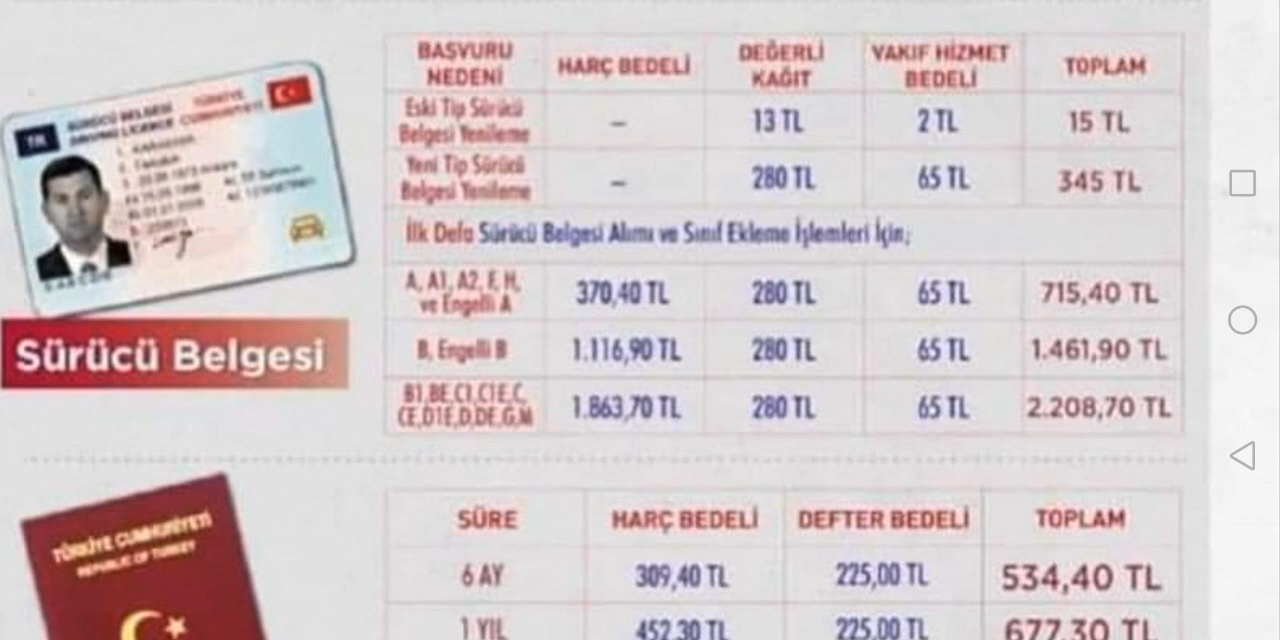 BAŞVURU NEDENİ HARÇ BEDELİ DEĞERLİ KAĞIT VAKIF HİZMET BEDELİ TOPLAM
Eski Tip Sürücü Belgesi Yenileme – 13 TL 2 TL 15 TL
Yeni Tip Sürücü Belgesi Yenileme – 280 TL 65 TL 345 TL
İlk Defa Sürücü Belgesi Alımı ve Sınıf Ekleme İşlemleri İçin;
A, A1, A2, F, H, ve Engelli A 370,40 TL 280 TL 65 TL 715,40 TL
B, Engelli B 1.116,90 TL 280 TL 65 TL 1.461,90 TL
B1,BE,C1,C1E,C, CE,D1E,D,DE,G,M 1.863,70 TL 280 TL 65 TL 2.208,70 TL
TR SÜRÜCÜ BELGESİ TÜRKİYE
DRIVING LICENCE CUMHURİYETİ
Sürücü Belgesi
SÜRE HARÇ BEDELİ DEFTER BEDELİ TOPLAM
6 AY 309,40 TL 225,00 TL 534,40 TL
1 YIL 452,30 TL 225,00 TL 677,30 TL
TÜRKİYE CUMHURİYETİ
REPUBLIC OF TURKEY